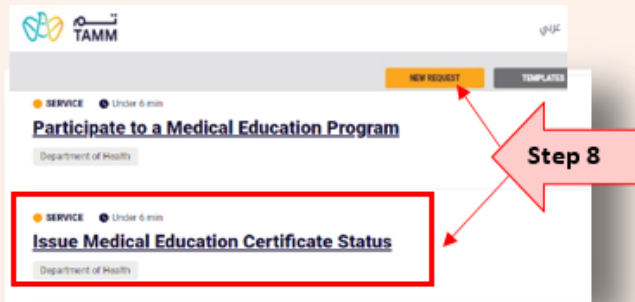 تم
TAMM
عربي
NEW REQUEST
TEMPLATES
SERVICE Under 6 min
Participate to a Medical Education Program
Department of Health
Step 8
SERVICE Under 6 min
Issue Medical Education Certificate Status
Department of Health